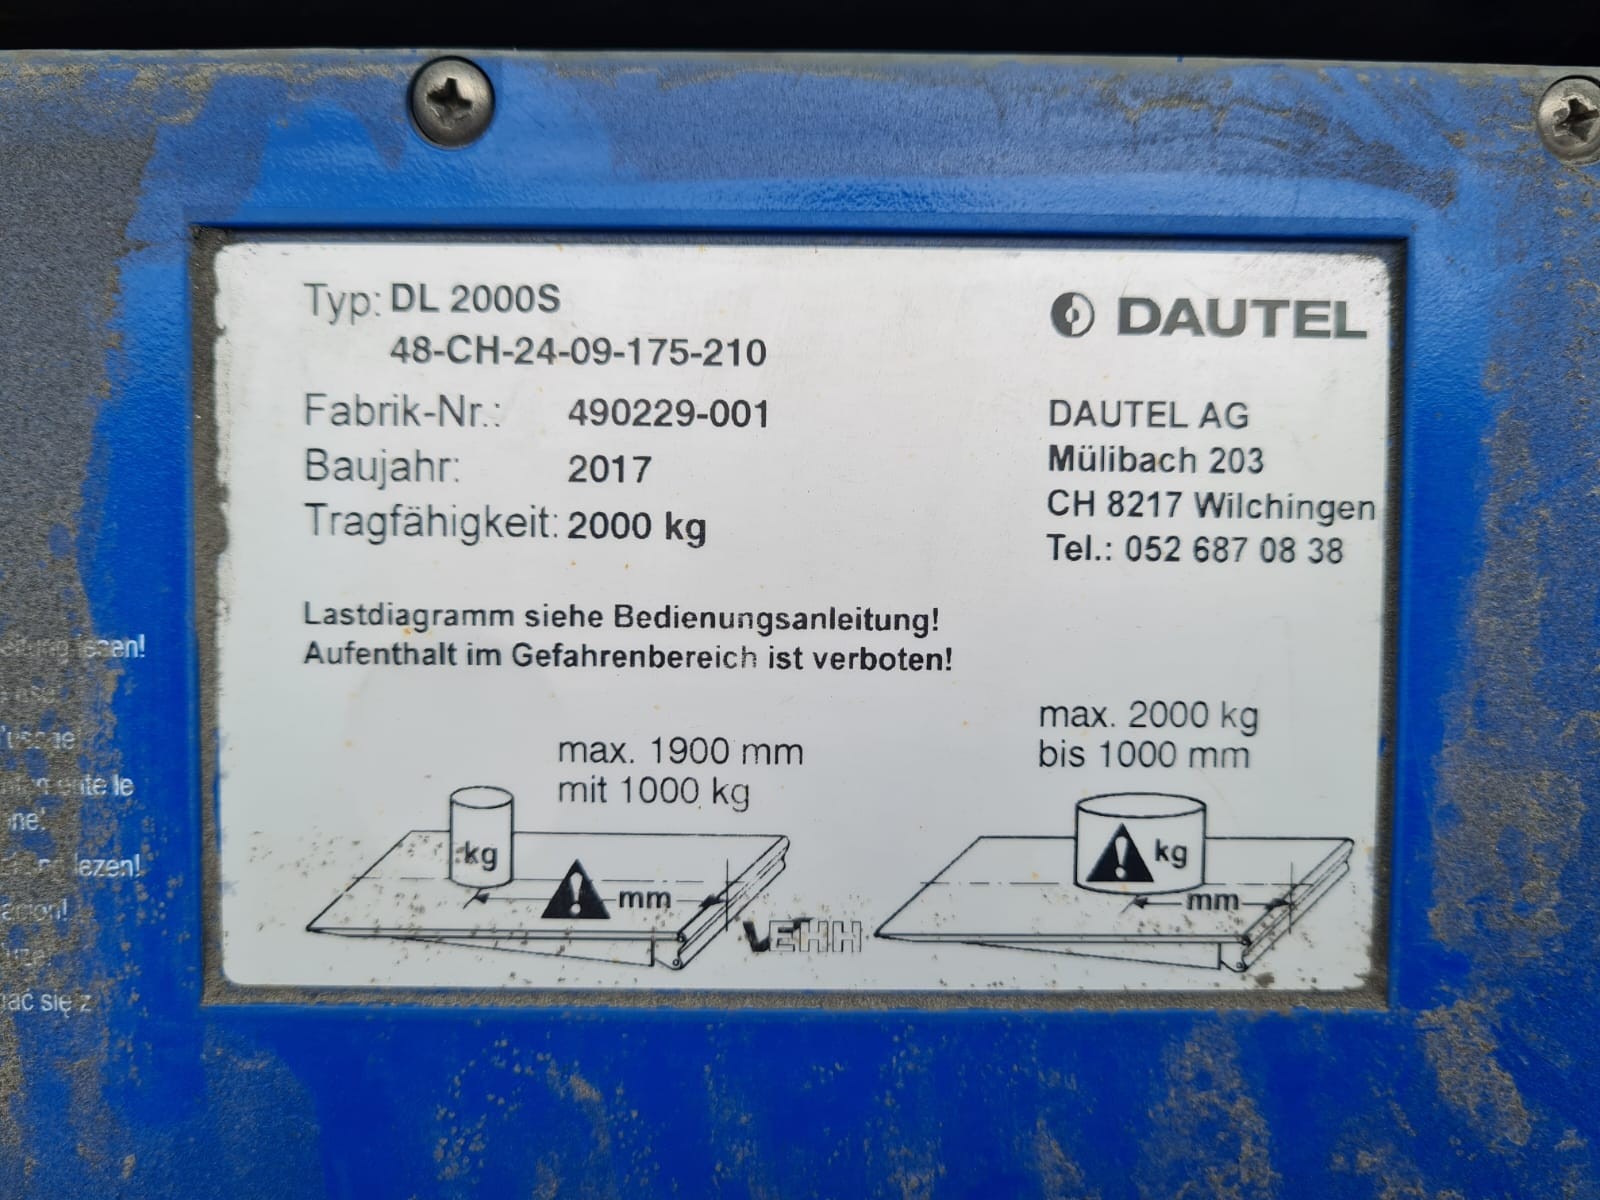 Typ: DL 2000S
48-CH-24-09-175-210
Fabrik-Nr.: 490229-001
Baujahr: 2017
Tragfähigkeit: 2000 kg
DAUTEL
DAUTEL AG
Mülibach 203
CH 8217 Wilchingen
Tel.: 052 687 08 38
Lastdiagramm siehe Bedienungsanleitung!
Aufenthalt im Gefahrenbereich ist verboten!
max. 1900 mm
mit 1000 kg
kg
mm
max. 2000 kg
bis 1000 mm
kg
mm
le
się z